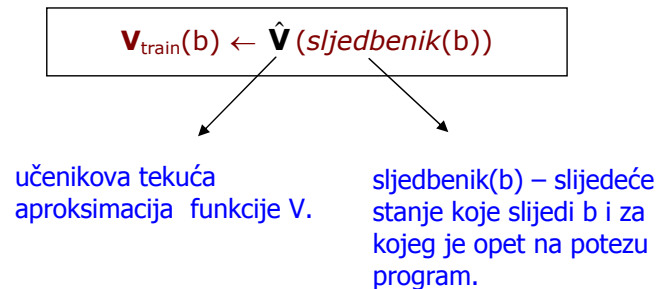 V_train(b) ← V̂ (sljedbenik(b))
učenikova tekuća
aproksimacija funkcije V.
sljedbenik(b) – slijedeće
stanje koje slijedi b i za
kojeg je opet na potezu
program.